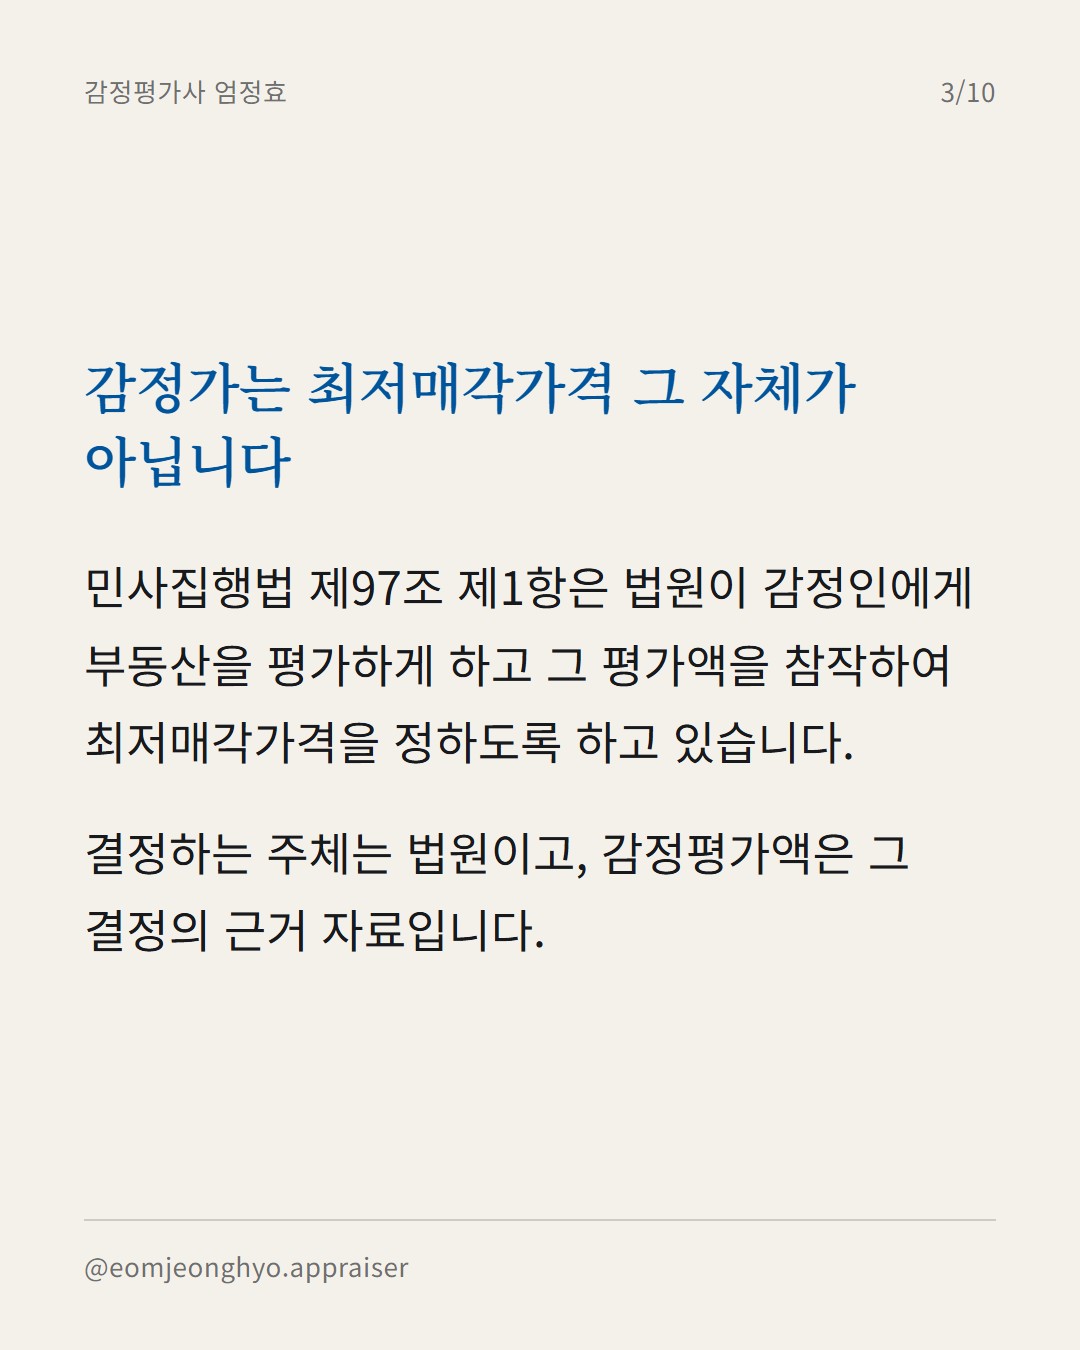 감정평가사 엄정효
3/10
감정가는 최저매각가격 그 자체가
아닙니다
민사집행법 제97조 제1항은 법원이 감정인에게
부동산을 평가하게 하고 그 평가액을 참작하여
최저매각가격을 정하도록 하고 있습니다.
결정하는 주체는 법원이고, 감정평가액은 그
결정의 근거 자료입니다.
@eomjeonghyo.appraiser